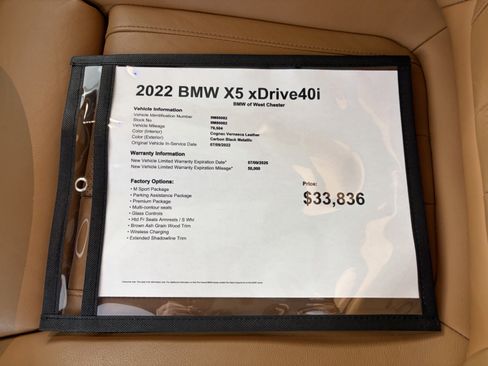 2022 BMW X5 xDrive40i
BMW of West Chester
Vehicle Information
Vehicle Identification Number 9M80002
Stock No 9M80002
Vehicle Mileage 79,504
Color (Interior) Cognac Vernesca Leather
Color (Exterior) Carbon Black Metallic
Original Vehicle In-Service Date 07/09/2022
Warranty Information
New Vehicle Limited Warranty Expiration Date* 07/09/2026
New Vehicle Limited Warranty Expiration Mileage* 50,000
Factory Options:
Price:
• M Sport Package
$33,836
• Parking Assistance Package
• Premium Package
• Multi-contour seats
• Glass Controls
• Htd Fr Seats Armrests / S Whl
• Brown Ash Grain Wood Trim
• Wireless Charging
• Extended Shadowline Trim